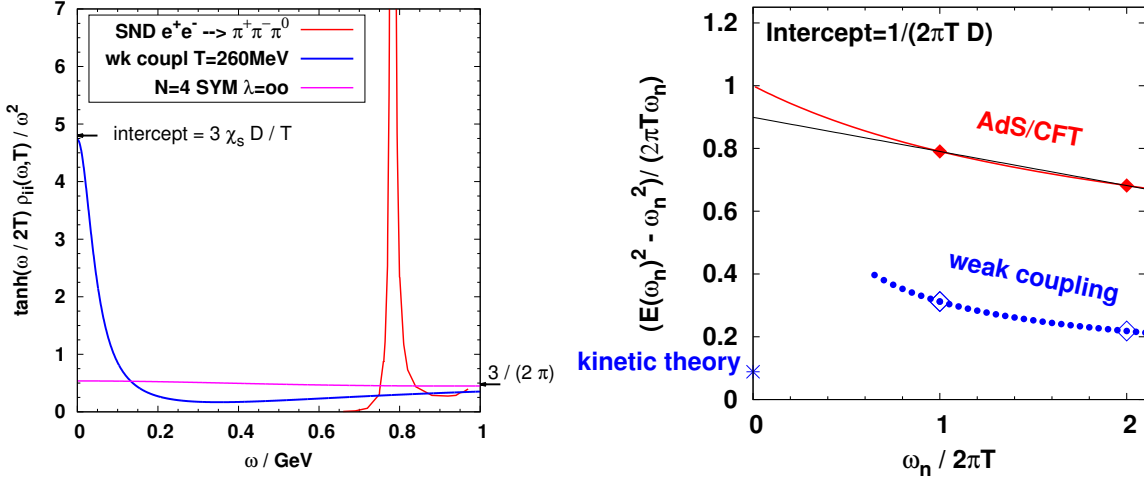 SND e⁺e⁻ --> π⁺π⁻π⁰
wk coupl T=260MeV
N=4 SYM λ=oo
intercept = 3 χₛ D / T
3 / (2 π)
tanh(ω / 2T) ρᵢᵢ(ω,T) / ω²
7
6
5
4
3
2
1
0
0
0.2
0.4
0.6
0.8
1
ω / GeV
Intercept=1/(2πT D)
AdS/CFT
weak coupling
kinetic theory
(E(ωₙ)² - ωₙ²)/ (2πTωₙ)
1.2
1
0.8
0.6
0.4
0.2
0
0
1
2
ωₙ / 2πT